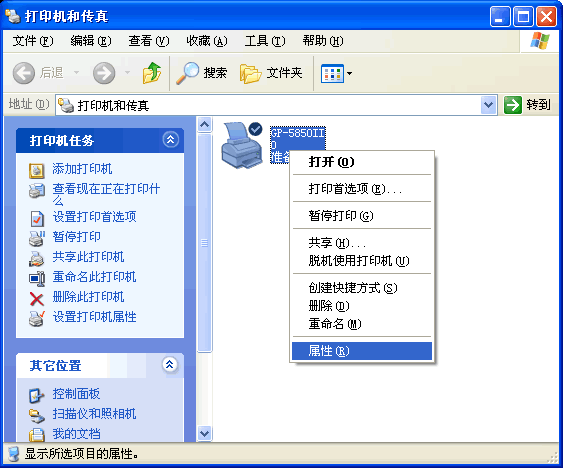 打印机和传真
文件(F) 编辑(E) 查看(V) 收藏(A) 工具(T) 帮助(H)
后退 搜索 文件夹
地址(D) 打印机和传真 转到
打印机任务
添加打印机
查看现在正在打印什
么
设置打印首选项
暂停打印
共享此打印机
重命名此打印机
删除此打印机
设置打印机属性
其它位置
控制面板
扫描仪和照相机
我的文档
GP-5850II
0
准备
打开(O)
打印首选项(E)...
暂停打印(G)
共享(H)...
脱机使用打印机(U)
创建快捷方式(S)
删除(D)
重命名(M)
属性(R)
显示所选项目的属性。